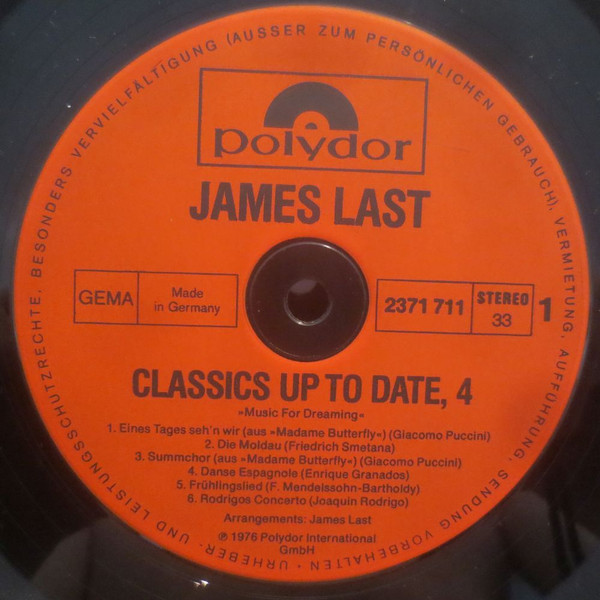 URHEBER- UND LEISTUNGSSCHUTZRECHTE, BESONDERS VERVIELFÄLTIGUNG (AUSSER ZUM PERSÖNLICHEN GEBRAUCH), VERMIETUNG, AUFFÜHRUNG, SENDUNG VORBEHALTEN ·
polydor
JAMES LAST
GEMA
Made
in Germany
2371 711
STEREO
33
1
CLASSICS UP TO DATE, 4
»Music For Dreaming«
1. Eines Tages seh'n wir (aus »Madame Butterfly«) (Giacomo Puccini)
2. Die Moldau (Friedrich Smetana)
3. Summchor (aus »Madame Butterfly«) (Giacomo Puccini)
4. Danse Espagnole (Enrique Granados)
5. Frühlingslied (F. Mendelssohn-Bartholdy)
6. Rodrigos Concerto (Joaquin Rodrigo)
Arrangements: James Last
℗ 1976 Polydor International
GmbH